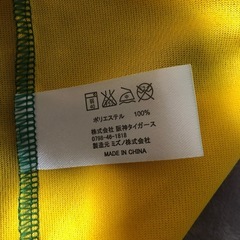 ポリエステル 100%
株式会社 阪神タイガース
0798-46-1818
製造元 ミズノ株式会社
MADE IN CHINA